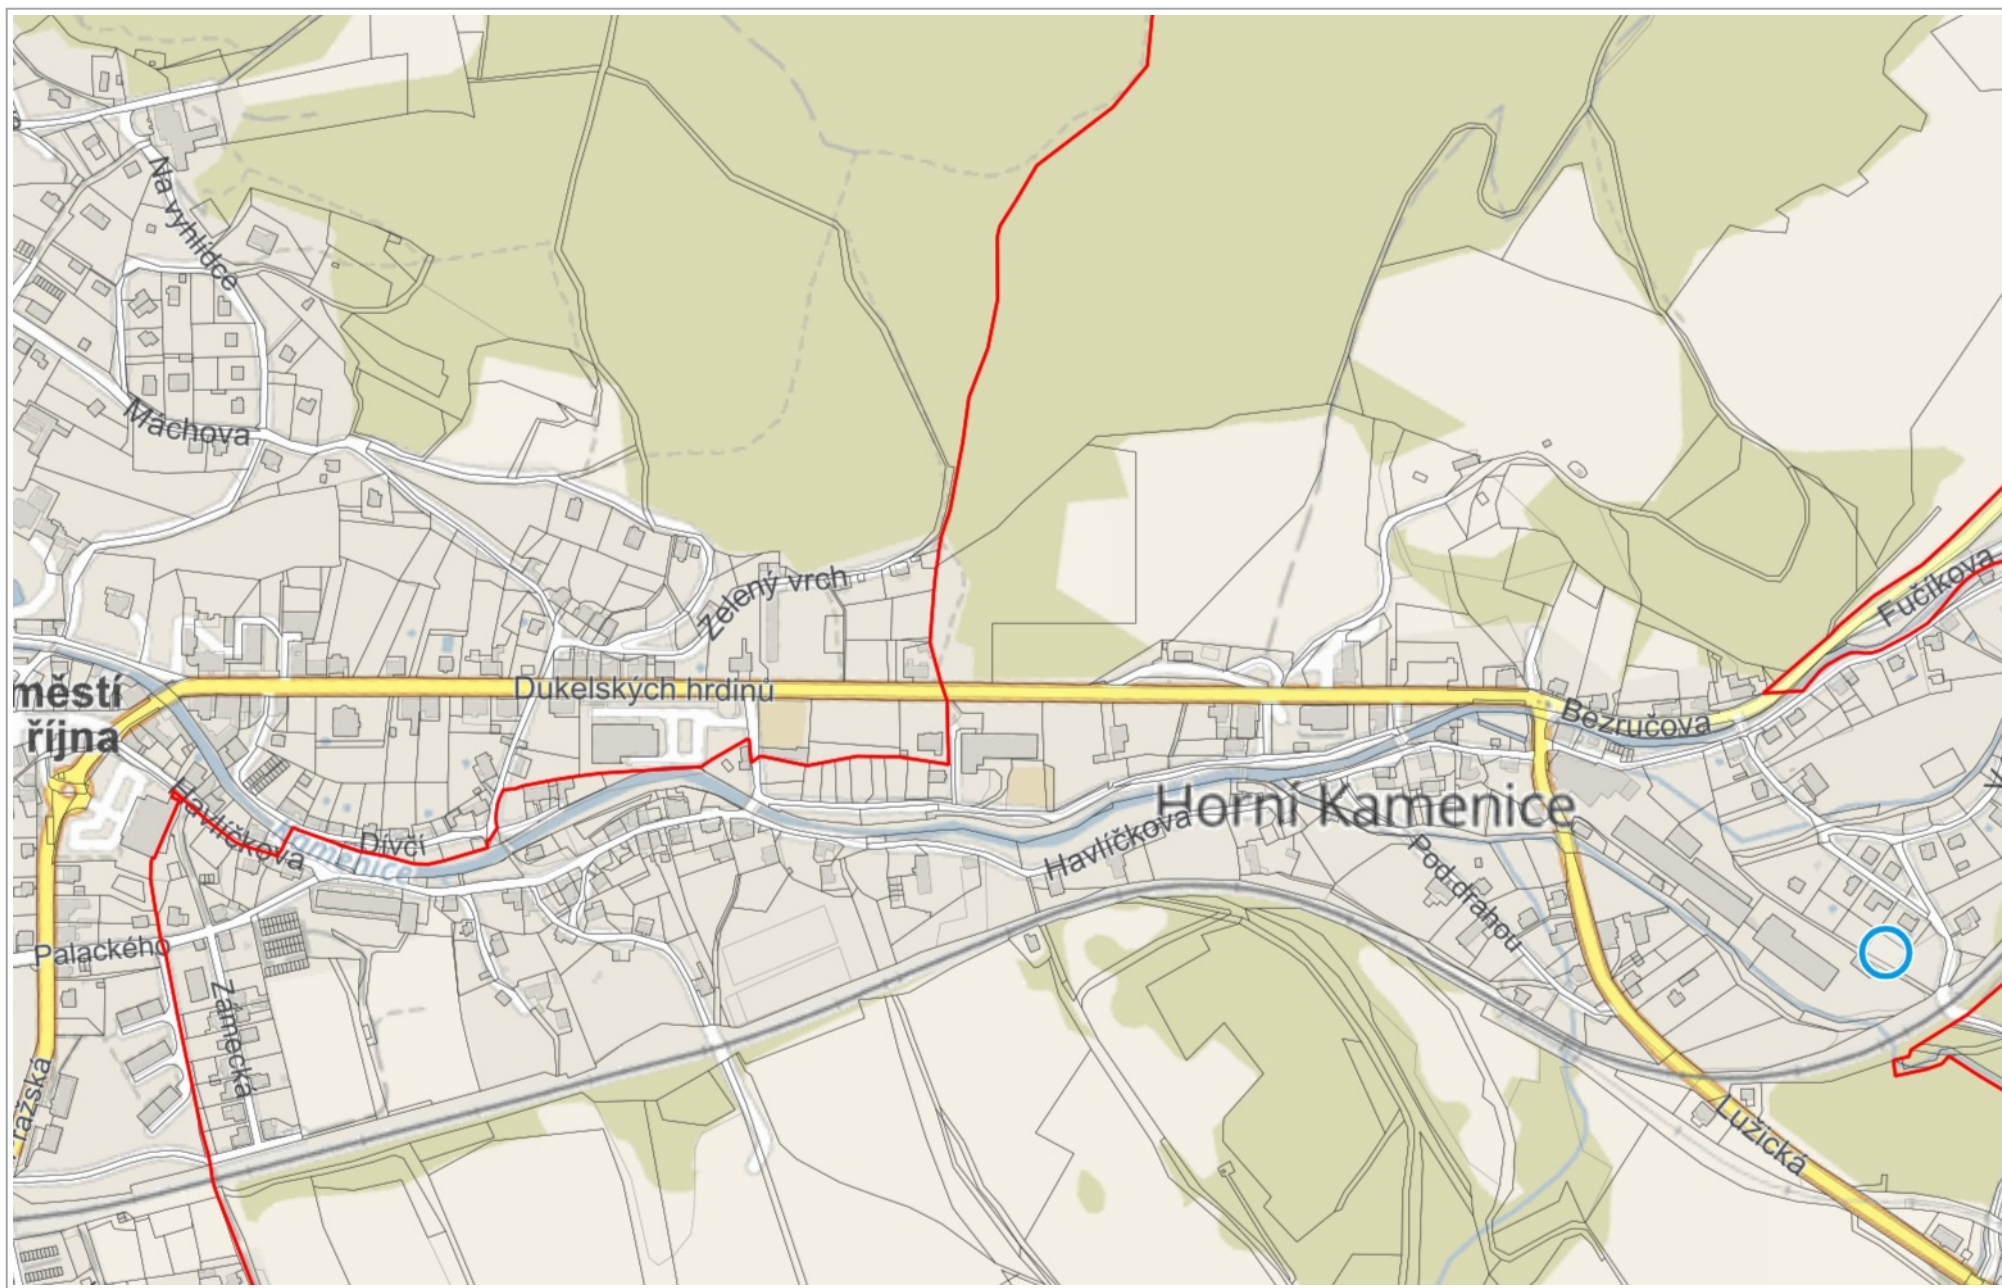 Na vyhlídce
Máchova
Zelený vrch
Fučíkova
městí
října
Dukelských hrdinů
Bezručova
Havlíčkova
Dívčí
Kamenice
Horní Kamenice
Havlíčkova
Pod drahou
Palackého
Zámecká
ražská
Lužická